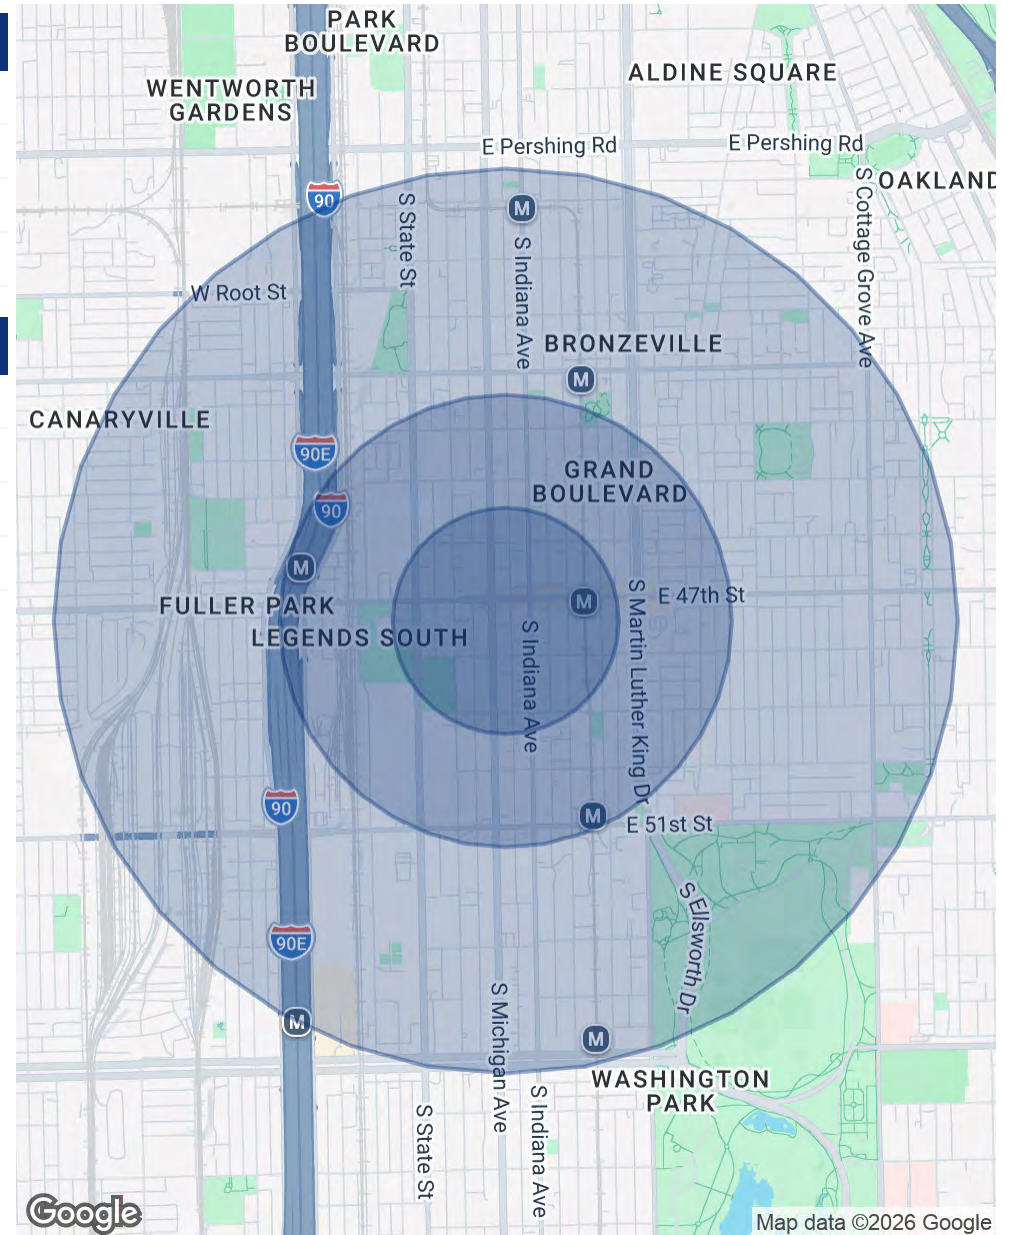 PARK
BOULEVARD
ALDINE SQUARE
WENTWORTH
GARDENS
E Pershing Rd
E Pershing Rd
OAKLAND
90
M
S State St
S Cottage Grove Ave
S Indiana Ave
W Root St
BRONZEVILLE
M
CANARYVILLE
90E
GRAND
BOULEVARD
90
M
E 47th St
M
FULLER PARK
LEGENDS SOUTH
S Indiana Ave
S Martin Luther King Dr
90
M
E 51st St
S Ellsworth Dr
90E
M
S Michigan Ave
M
WASHINGTON
PARK
S State St
S Indiana Ave
Google
Map data ©2026 Google